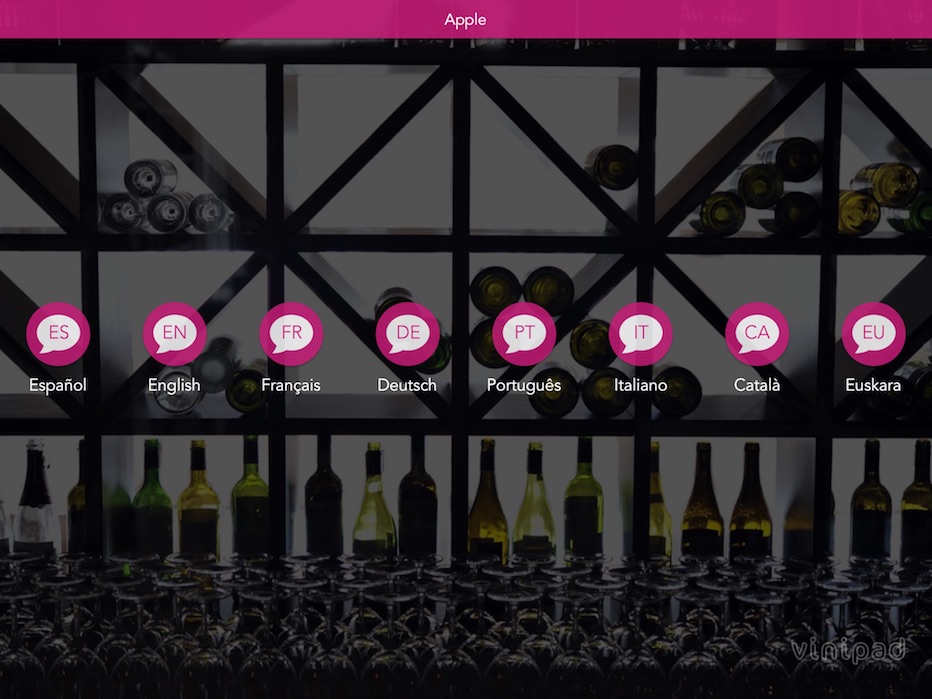 Apple
ES EN FR DE PT IT CA EU
Español English Français Deutsch Português Italiano Català Euskara
vinipad